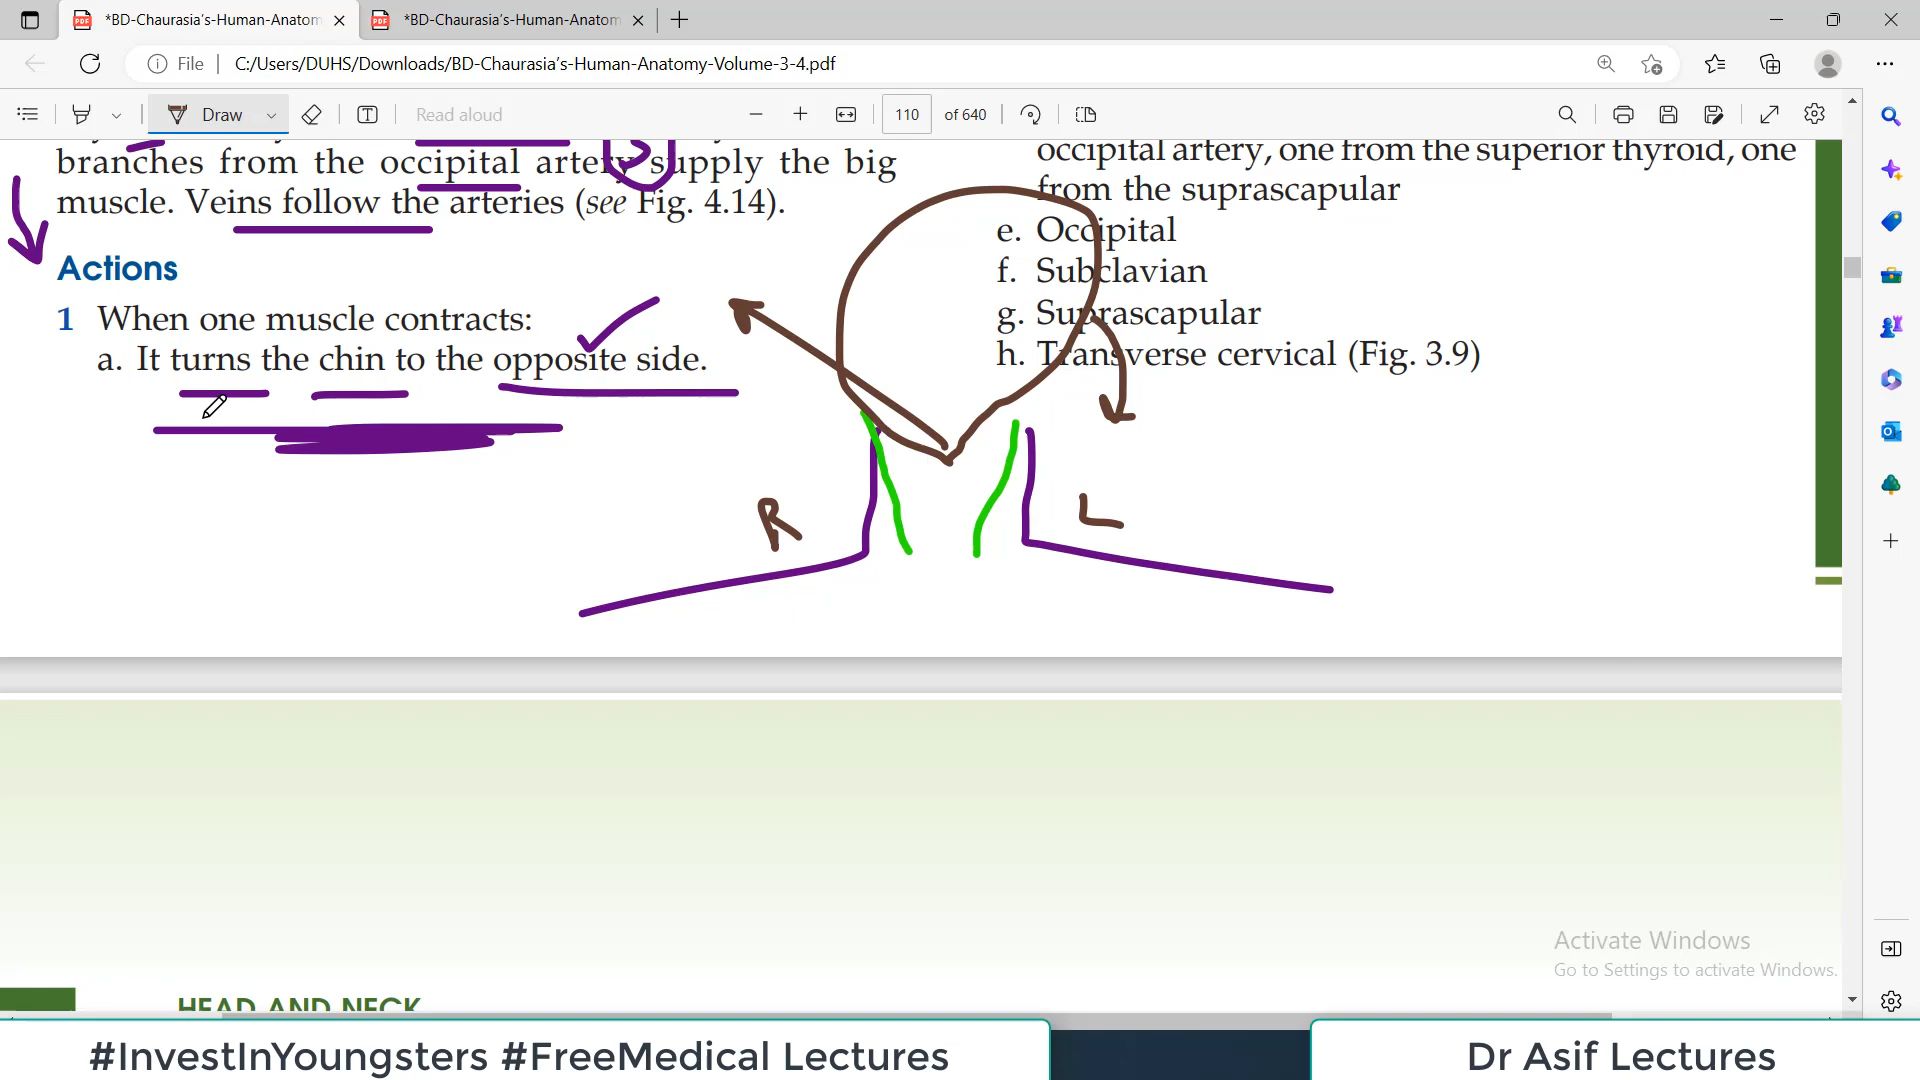 *BD-Chaurasia's-Human-Anatom
*BD-Chaurasia's-Human-Anatom
File
C:/Users/DUHS/Downloads/BD-Chaurasia's-Human-Anatomy-Volume-3-4.pdf
Draw
Read aloud
110 of 640
branches from the occipital artery supply the big
muscle. Veins follow the arteries (see Fig. 4.14).
Actions
1 When one muscle contracts:
a. It turns the chin to the opposite side.
occipital artery, one from the superior thyroid, one
from the suprascapular
e. Occipital
f. Subclavian
g. Suprascapular
h. Transverse cervical (Fig. 3.9)
R
L
HEAD AND NECK
Activate Windows
Go to Settings to activate Windows.
#InvestInYoungsters #FreeMedical Lectures
Dr Asif Lectures